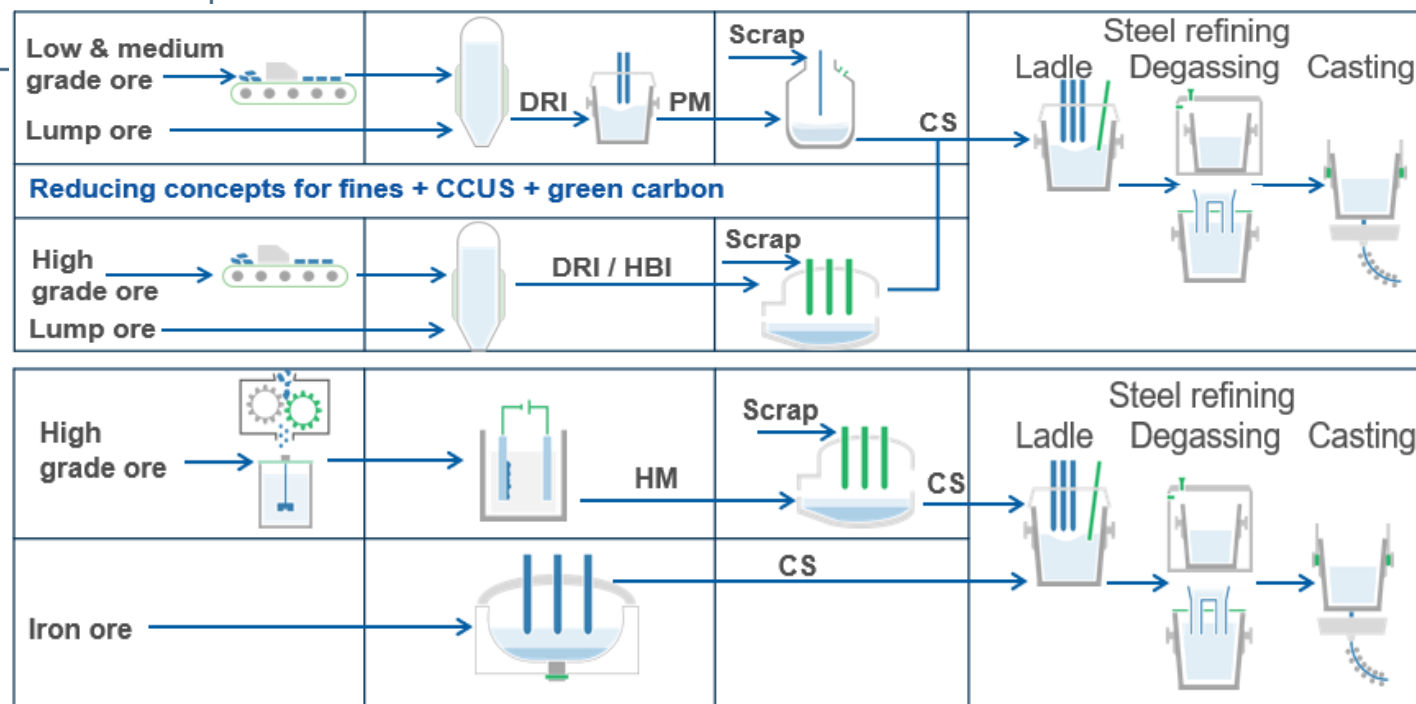 Low & medium
grade ore
Lump ore
DRI
PM
Scrap
CS
Steel refining
Ladle Degassing Casting
Reducing concepts for fines + CCUS + green carbon
High
grade ore
Lump ore
DRI / HBI
Scrap
High
grade ore
HM
Scrap
CS
Steel refining
Ladle Degassing Casting
Iron ore
CS